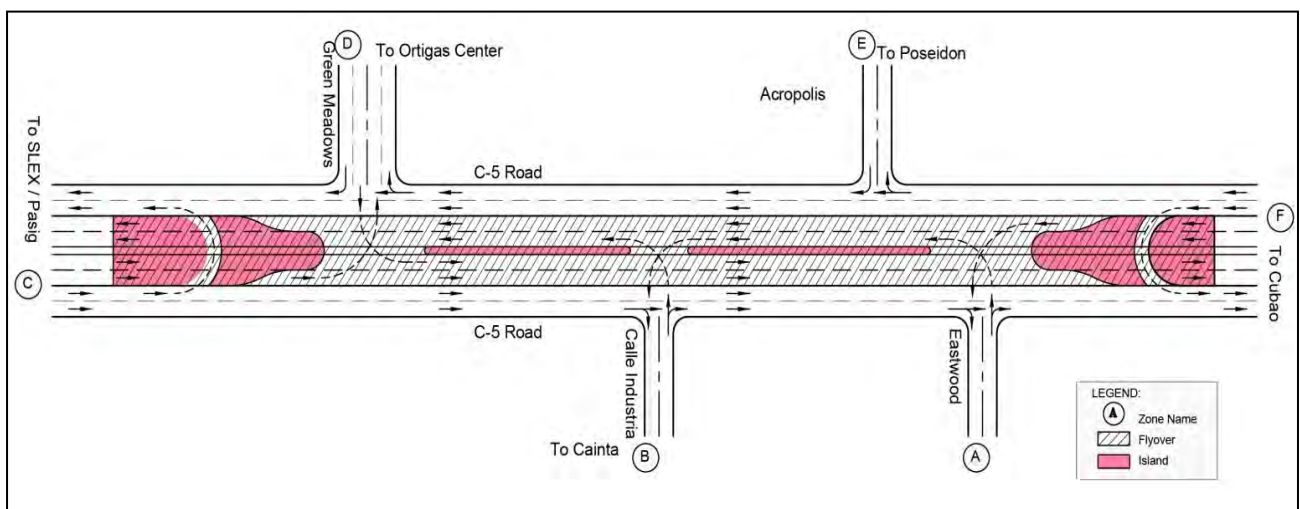 D
To Ortigas Center
Green Meadows
E
To Poseidon
Acropolis
To SLEX / Pasig
C-5 Road
F
C
To Cubao
C-5 Road
Calle Industria
Eastwood
To Cainta
B
A
LEGEND:
A
Zone Name
Flyover
Island